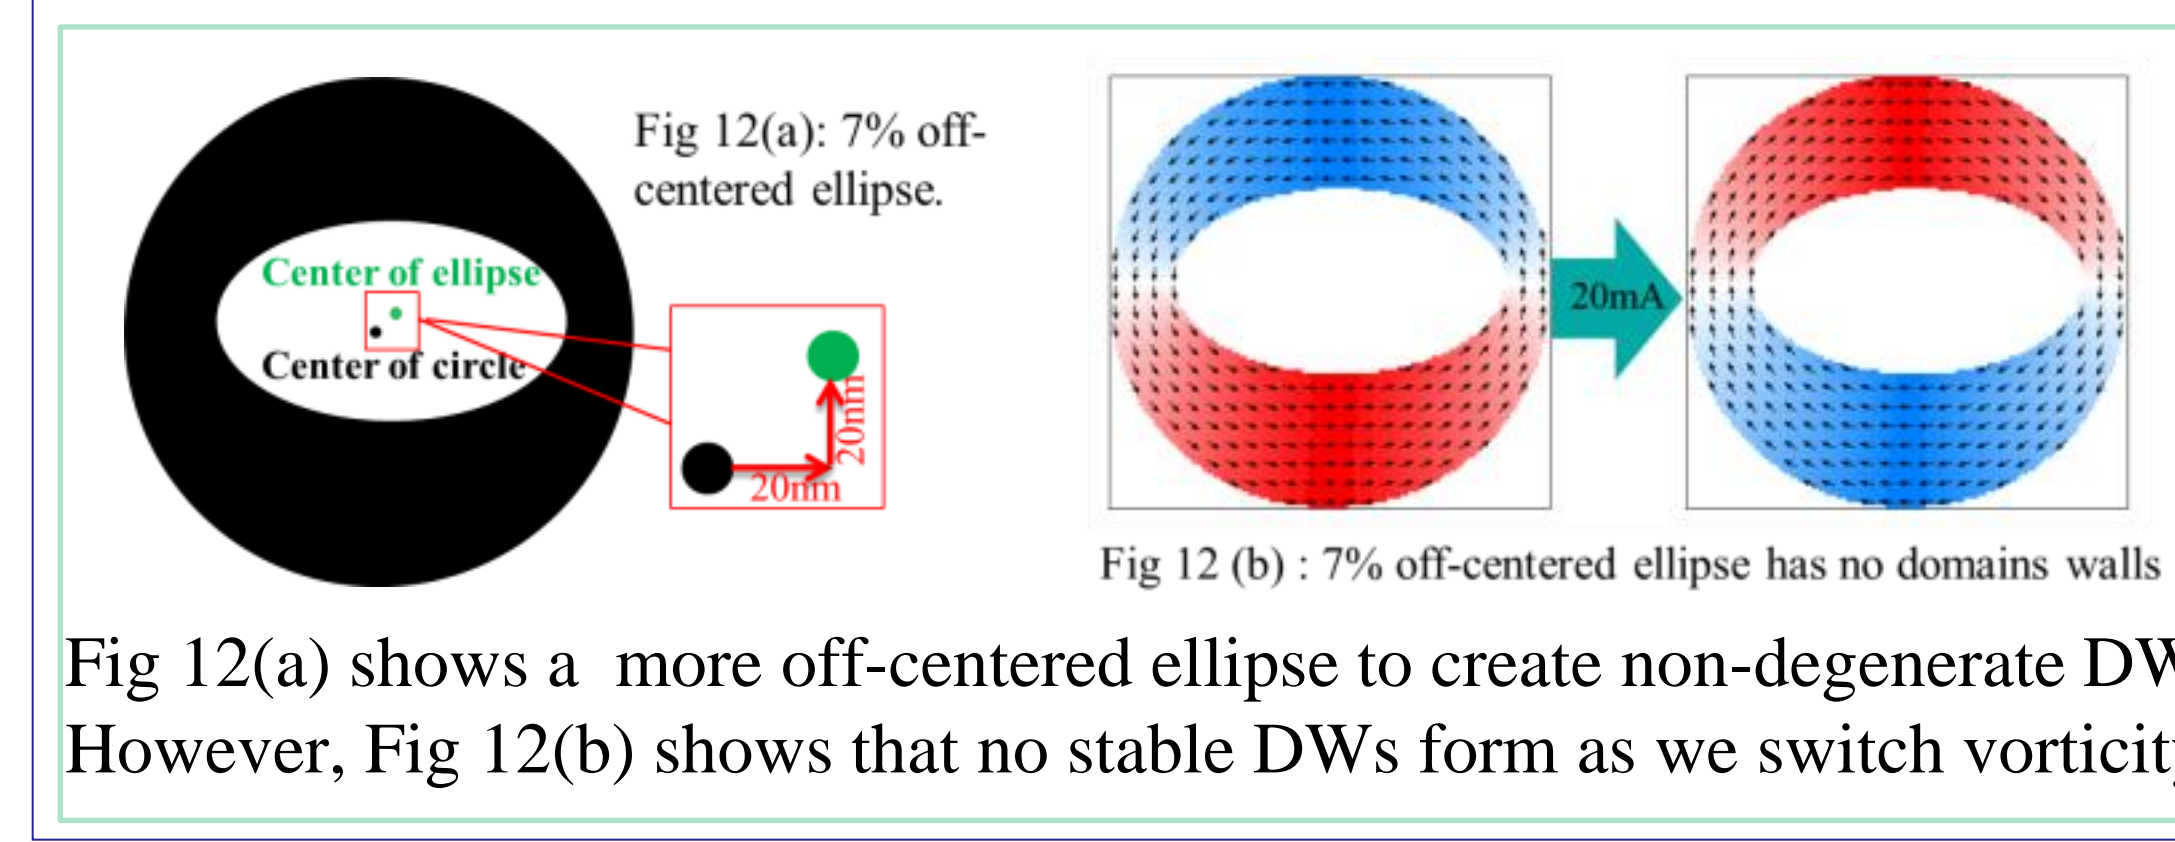 Fig 12(a): 7% off-
centered ellipse.
Center of ellipse
Center of circle
20nm
20nm
20mA
Fig 12 (b) : 7% off-centered ellipse has no domains walls
Fig 12(a) shows a more off-centered ellipse to create non-degenerate
However, Fig 12(b) shows that no stable DWs form as we switch vorticity